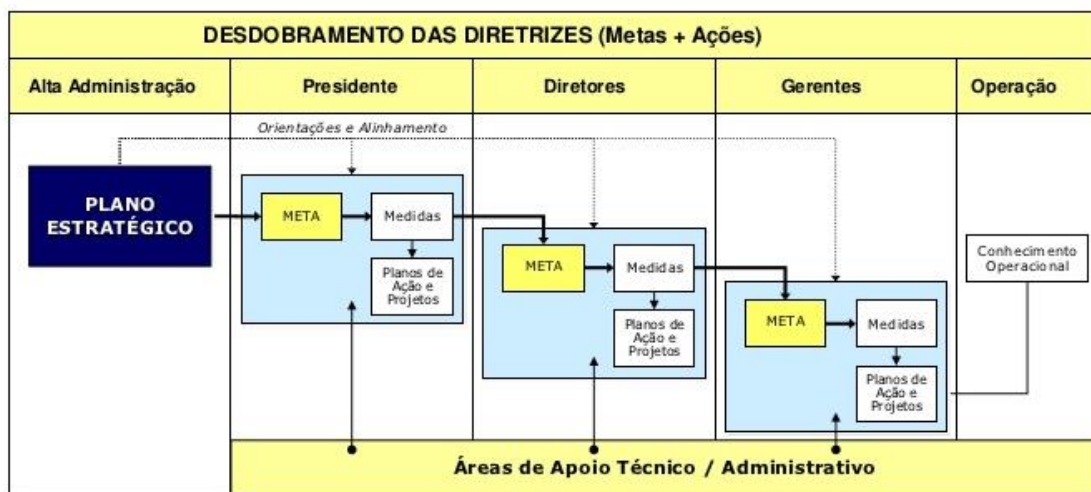 DESDOBRAMENTO DAS DIRETRIZES (Metas + Ações)
Alta Administração
Presidente
Diretores
Gerentes
Operação
Orientações e Alinhamento
PLANO
ESTRATÉGICO
META
Medidas
Planos de
Ação e
Projetos
META
Medidas
Planos de
Ação e
Projetos
META
Medidas
Planos de
Ação e
Projetos
Conhecimento
Operacional
Áreas de Apoio Técnico / Administrativo